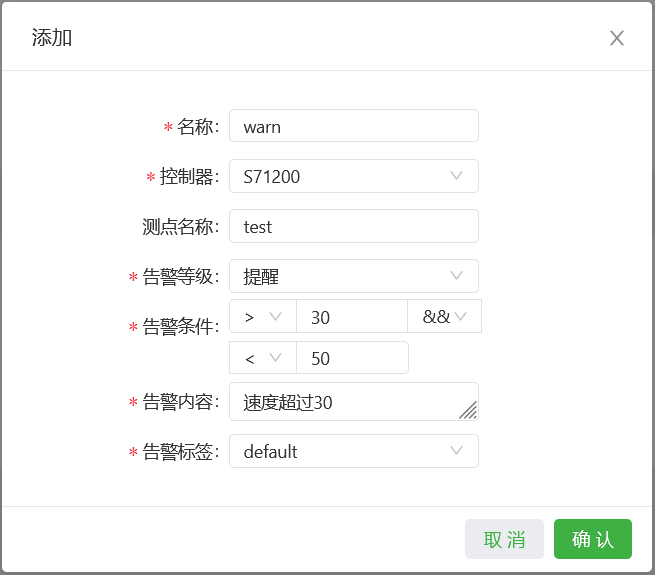 添加
* 名称: warn
* 控制器: S71200
测点名称: test
* 告警等级: 提醒
* 告警条件: > 30 &&
< 50
* 告警内容: 速度超过30
* 告警标签: default
取 消 确 认